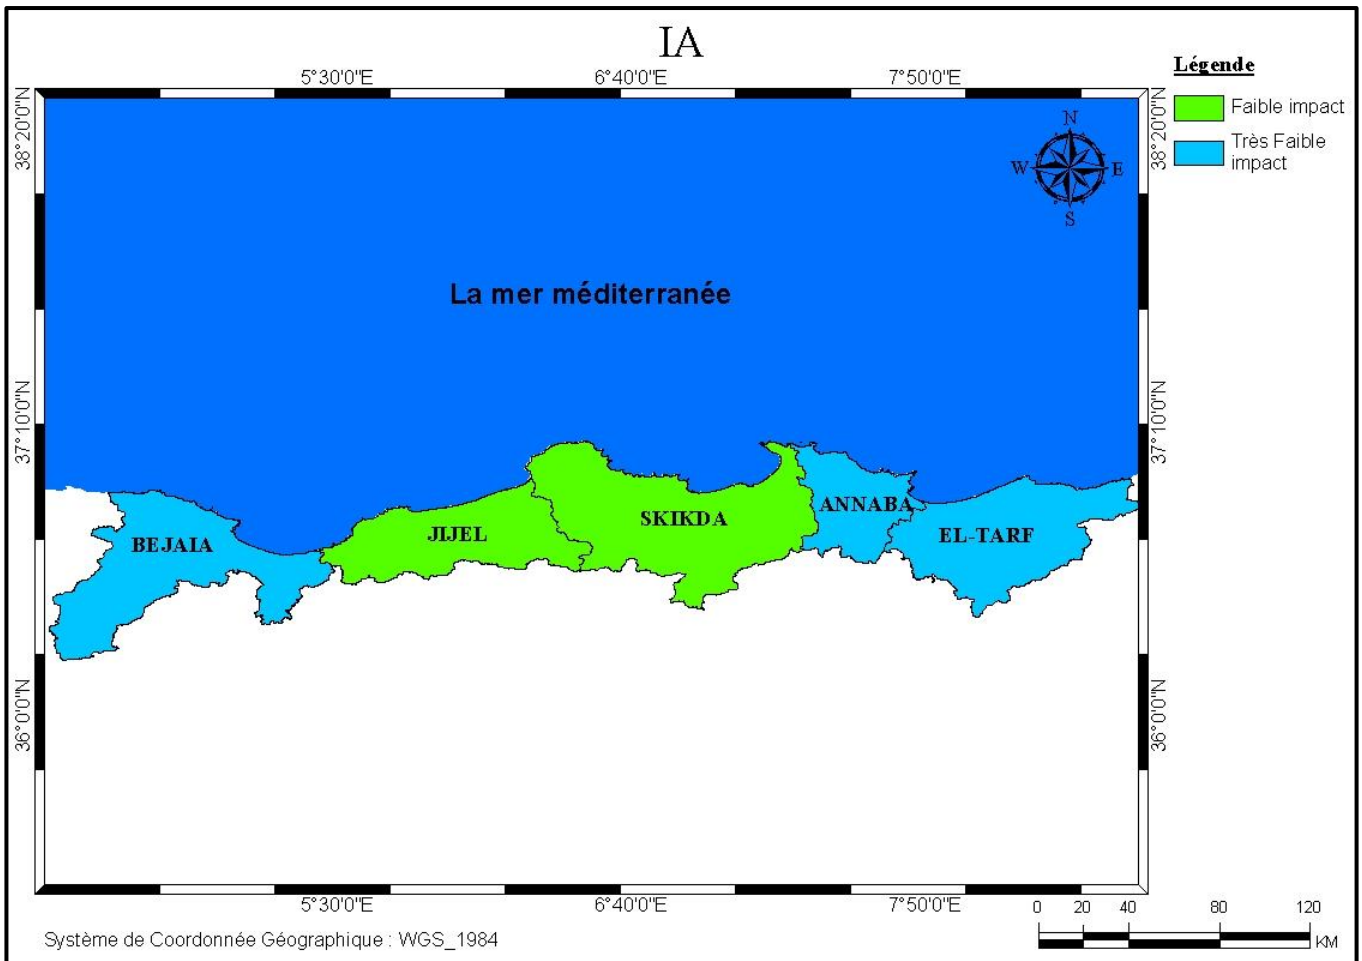 IA
5°30'0"E
6°40'0"E
7°50'0"E
Légende
Faible impact
Très Faible
impact
38°20'0"N
38°20'0"N
N
W
E
S
La mer méditerranée
37°10'0"N
37°10'0"N
BEJAIA
JIJEL
SKIKDA
ANNABA
EL-TARF
36°0'0"N
36°0'0"N
5°30'0"E
6°40'0"E
7°50'0"E
0 20 40 80 120
KM
Système de Coordonnée Géographique : WGS_1984